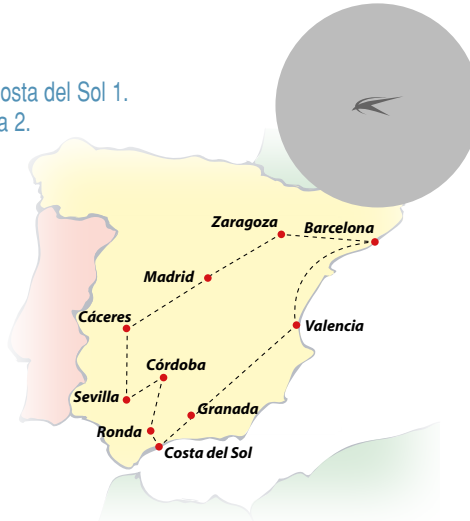 osta del Sol 1.
a 2.
Zaragoza
Barcelona
Madrid
Cáceres
Valencia
Córdoba
Sevilla
Granada
Ronda
Costa del Sol